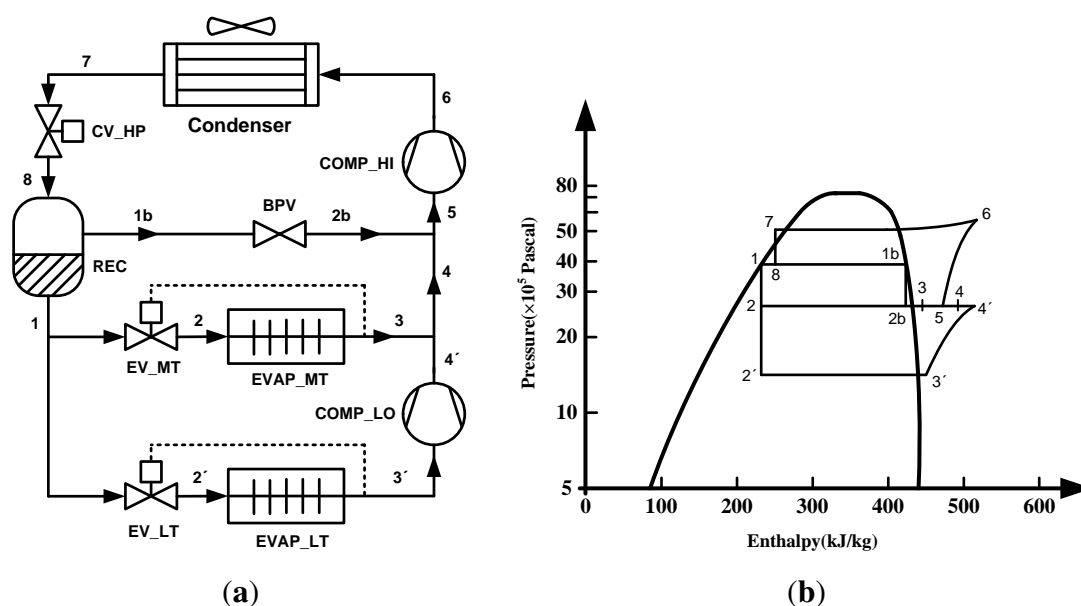 7
Condenser
6
CV_HP
COMP_HI
8
1b
BPV
2b
5
REC
4
1
2
3
EV_MT
EVAP_MT
4´
COMP_LO
2´
3´
EV_LT
EVAP_LT
(a)
Pressure(×10⁵ Pascal)
80
50
40
30
20
10
5
0
100
200
300
400
500
600
Enthalpy(kJ/kg)
7
6
1
8
1b
2
2b
3
5
4
4´
2´
3´
(b)